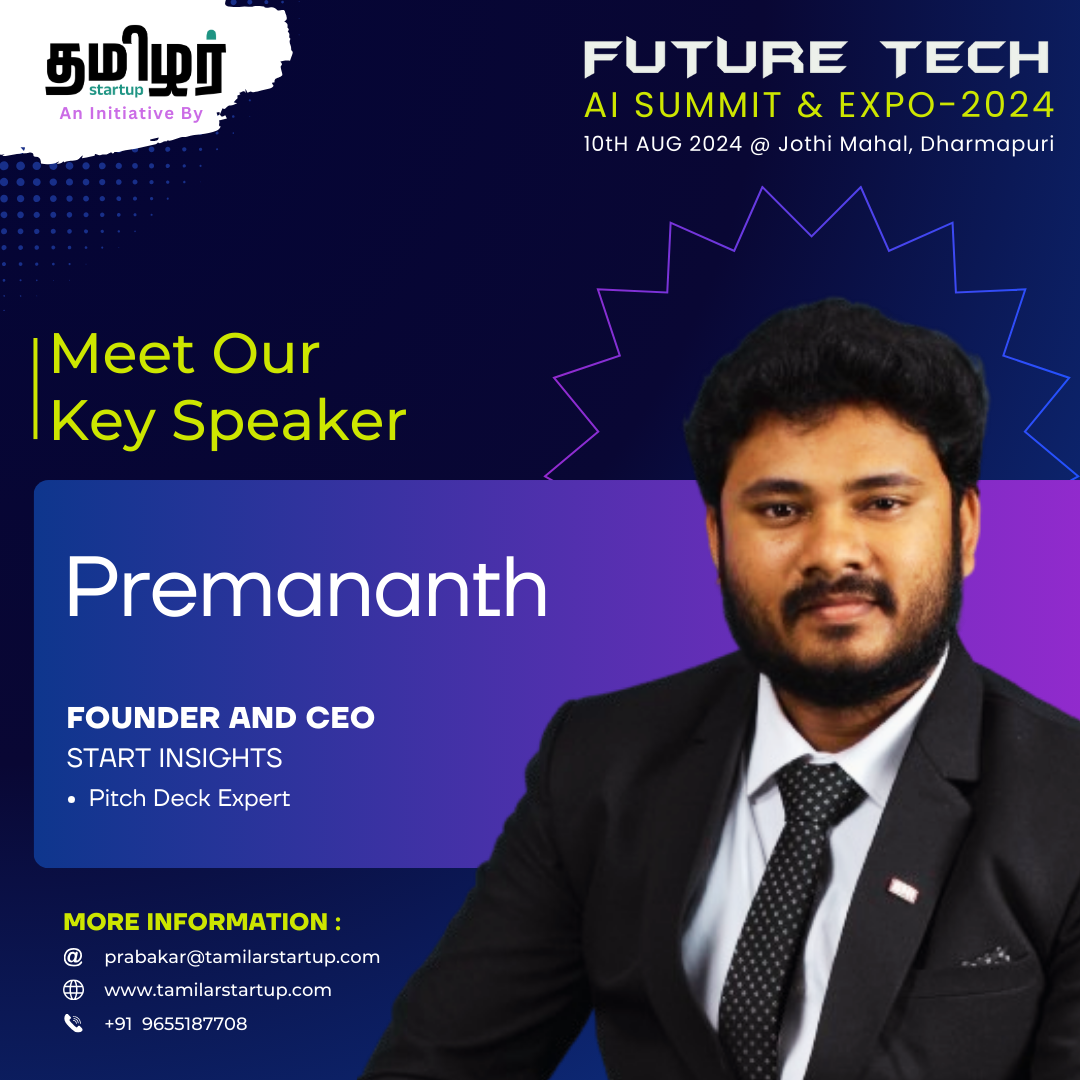 தமிழர்
startup
An Initiative By
FUTURE TECH
AI SUMMIT & EXPO-2024
10tH AUG 2024 @ Jothi Mahal, Dharmapuri
Meet Our
Key Speaker
Premananth
FOUNDER AND CEO
START INSIGHTS
• Pitch Deck Expert
MORE INFORMATION :
prabakar@tamilarstartup.com
www.tamilarstartup.com
+91 9655187708